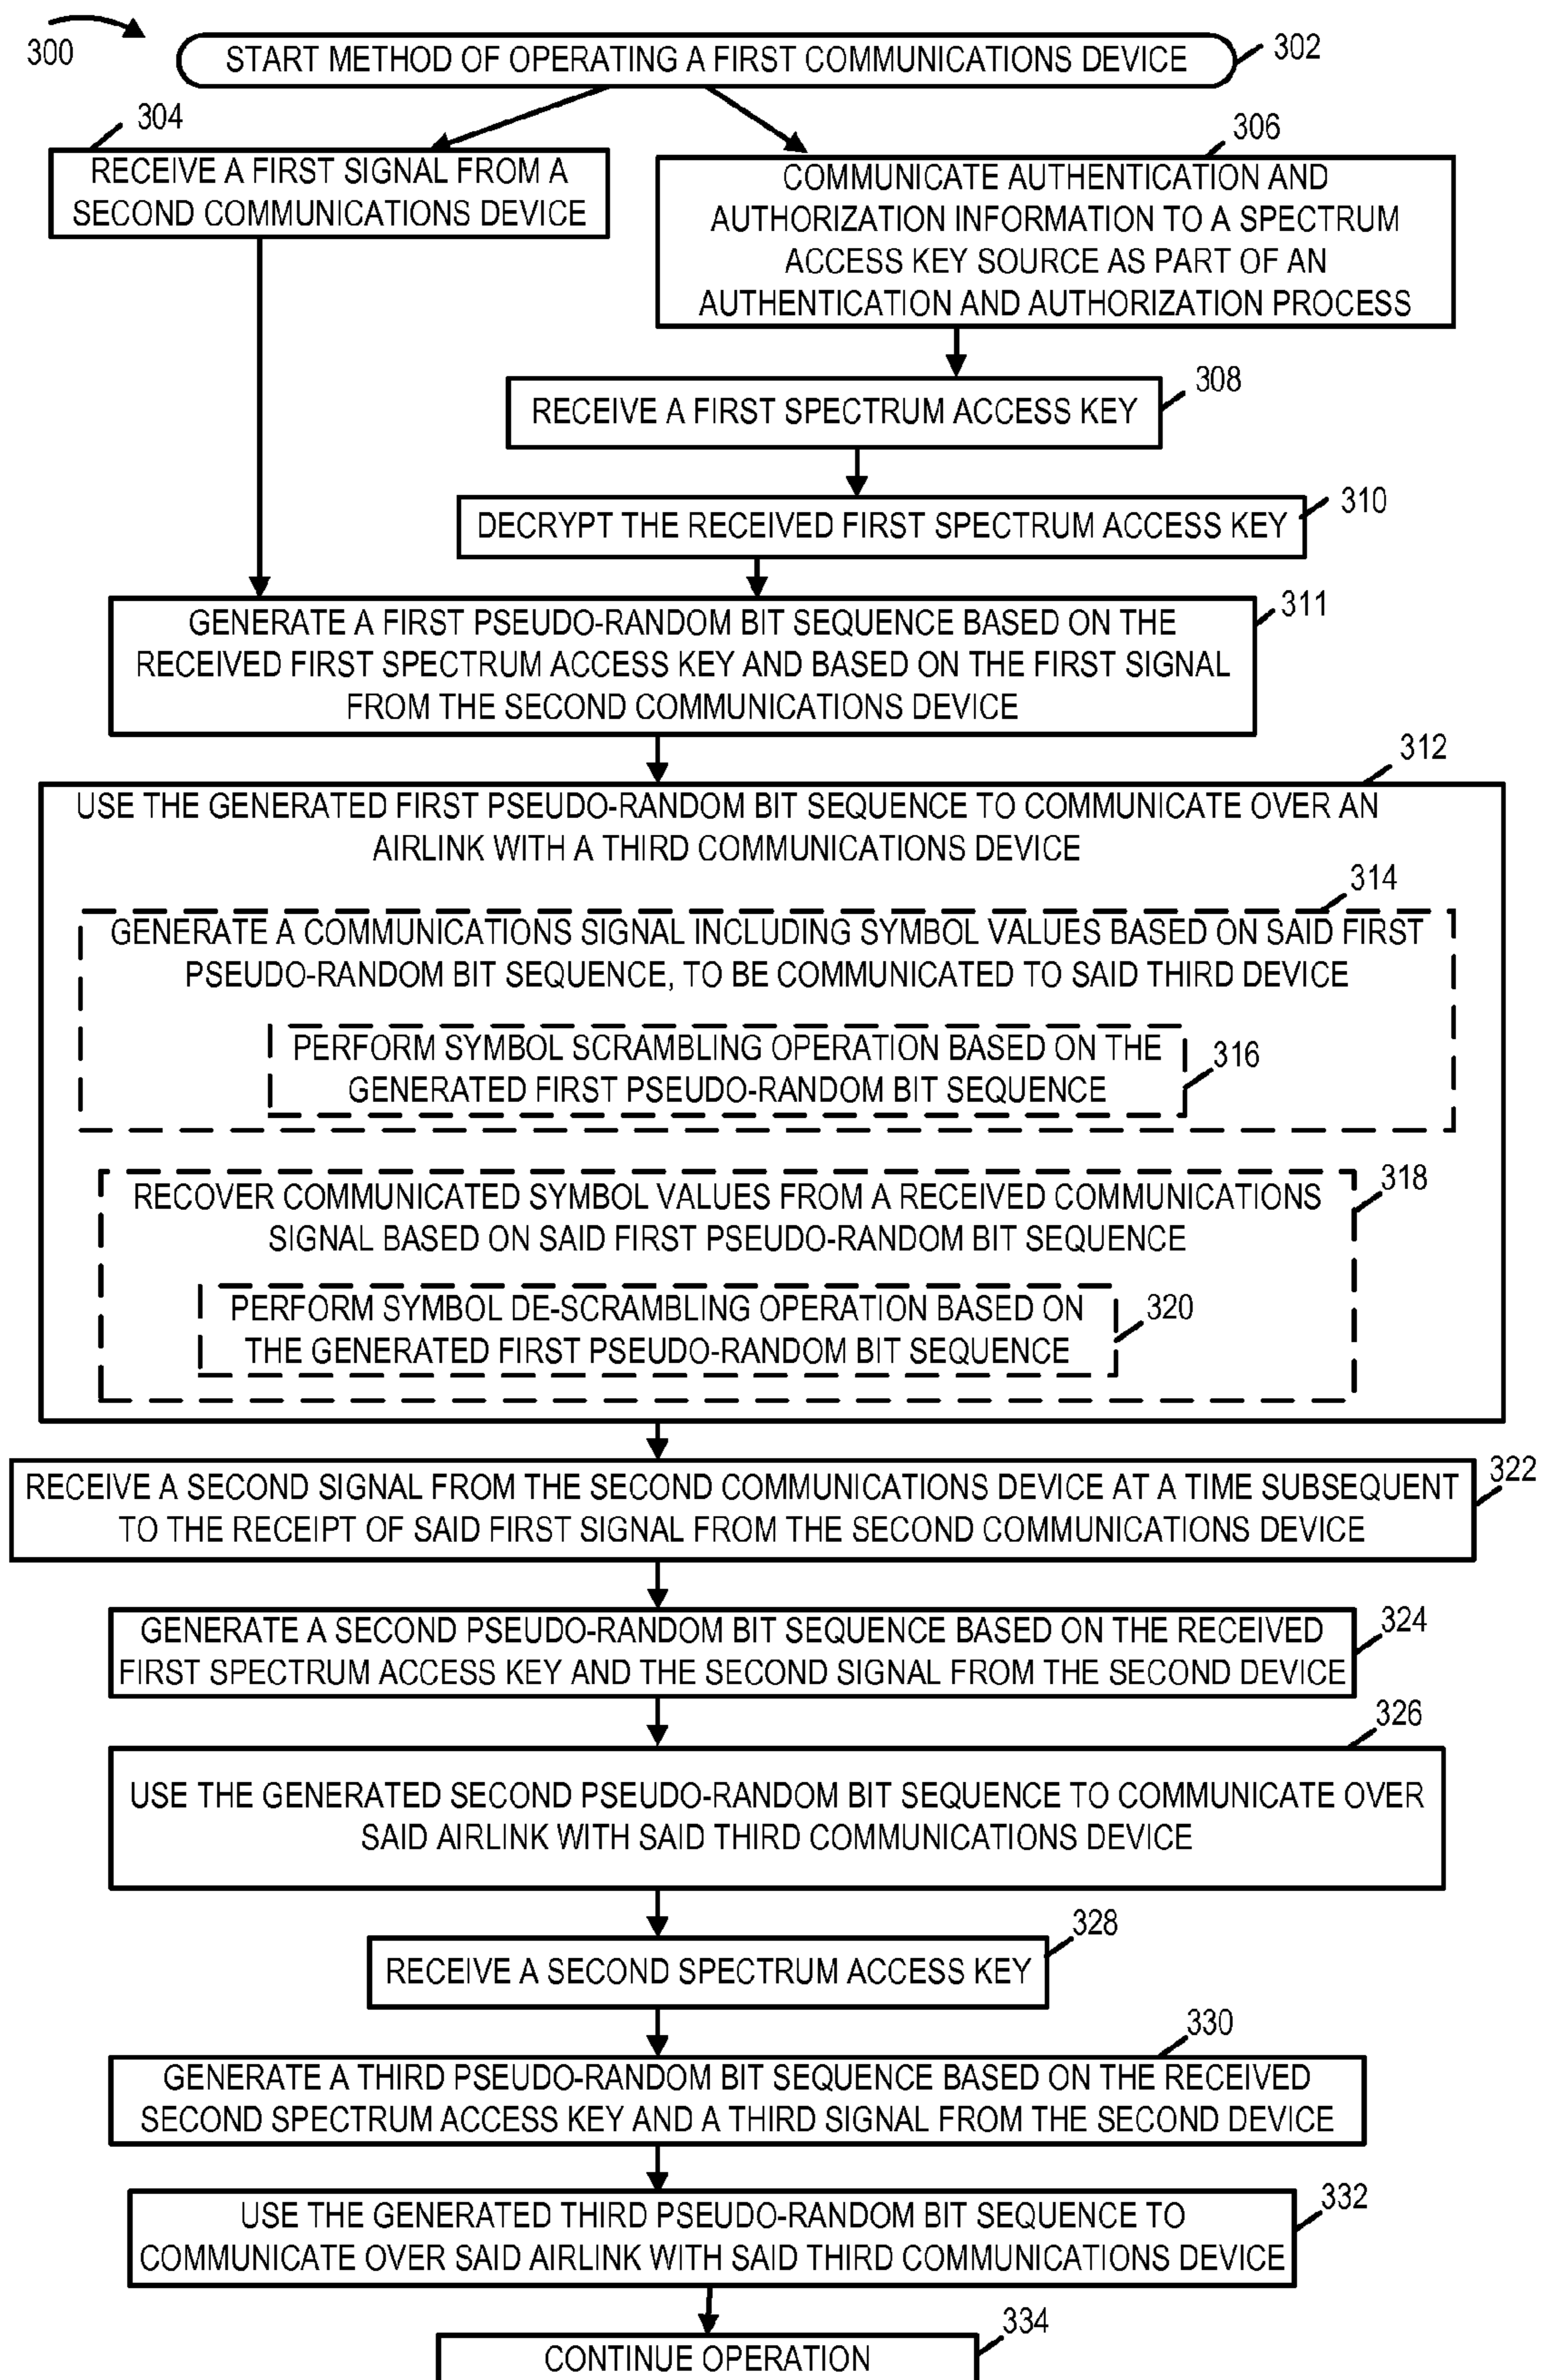 300
START METHOD OF OPERATING A FIRST COMMUNICATIONS DEVICE
302
304
RECEIVE A FIRST SIGNAL FROM A
SECOND COMMUNICATIONS DEVICE
306
COMMUNICATE AUTHENTICATION AND
AUTHORIZATION INFORMATION TO A SPECTRUM
ACCESS KEY SOURCE AS PART OF AN
AUTHENTICATION AND AUTHORIZATION PROCESS
308
RECEIVE A FIRST SPECTRUM ACCESS KEY
310
DECRYPT THE RECEIVED FIRST SPECTRUM ACCESS KEY
311
GENERATE A FIRST PSEUDO-RANDOM BIT SEQUENCE BASED ON THE
RECEIVED FIRST SPECTRUM ACCESS KEY AND BASED ON THE FIRST SIGNAL
FROM THE SECOND COMMUNICATIONS DEVICE
312
USE THE GENERATED FIRST PSEUDO-RANDOM BIT SEQUENCE TO COMMUNICATE OVER AN
AIRLINK WITH A THIRD COMMUNICATIONS DEVICE
314
GENERATE A COMMUNICATIONS SIGNAL INCLUDING SYMBOL VALUES BASED ON SAID FIRST
PSEUDO-RANDOM BIT SEQUENCE, TO BE COMMUNICATED TO SAID THIRD DEVICE
PERFORM SYMBOL SCRAMBLING OPERATION BASED ON THE
GENERATED FIRST PSEUDO-RANDOM BIT SEQUENCE
316
318
RECOVER COMMUNICATED SYMBOL VALUES FROM A RECEIVED COMMUNICATIONS
SIGNAL BASED ON SAID FIRST PSEUDO-RANDOM BIT SEQUENCE
PERFORM SYMBOL DE-SCRAMBLING OPERATION BASED ON
THE GENERATED FIRST PSEUDO-RANDOM BIT SEQUENCE
320
322
RECEIVE A SECOND SIGNAL FROM THE SECOND COMMUNICATIONS DEVICE AT A TIME SUBSEQUENT
TO THE RECEIPT OF SAID FIRST SIGNAL FROM THE SECOND COMMUNICATIONS DEVICE
324
GENERATE A SECOND PSEUDO-RANDOM BIT SEQUENCE BASED ON THE RECEIVED
FIRST SPECTRUM ACCESS KEY AND THE SECOND SIGNAL FROM THE SECOND DEVICE
326
USE THE GENERATED SECOND PSEUDO-RANDOM BIT SEQUENCE TO COMMUNICATE OVER
SAID AIRLINK WITH SAID THIRD COMMUNICATIONS DEVICE
328
RECEIVE A SECOND SPECTRUM ACCESS KEY
330
GENERATE A THIRD PSEUDO-RANDOM BIT SEQUENCE BASED ON THE RECEIVED
SECOND SPECTRUM ACCESS KEY AND A THIRD SIGNAL FROM THE SECOND DEVICE
332
USE THE GENERATED THIRD PSEUDO-RANDOM BIT SEQUENCE TO
COMMUNICATE OVER SAID AIRLINK WITH SAID THIRD COMMUNICATIONS DEVICE
334
CONTINUE OPERATION